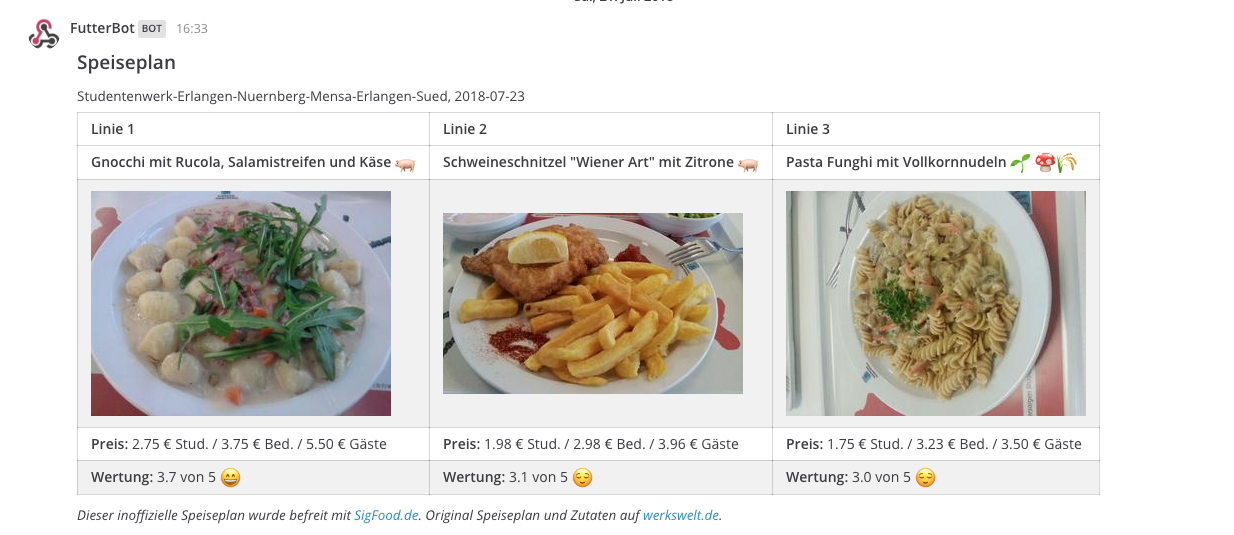 FutterBot BOT 16:33
Speiseplan
Studentenwerk-Erlangen-Nuernberg-Mensa-Erlangen-Sued, 2018-07-23
Linie 1 Linie 2 Linie 3
Gnocchi mit Rucola, Salamistreifen und Käse Schweineschnitzel "Wiener Art" mit Zitrone Pasta Funghi mit Vollkornnudeln
Preis: 2.75 € Stud. / 3.75 € Bed. / 5.50 € Gäste Preis: 1.98 € Stud. / 2.98 € Bed. / 3.96 € Gäste Preis: 1.75 € Stud. / 3.23 € Bed. / 3.50 € Gäste
Wertung: 3.7 von 5 Wertung: 3.1 von 5 Wertung: 3.0 von 5
Dieser inoffizielle Speiseplan wurde befreit mit SigFood.de. Original Speiseplan und Zutaten auf werkswelt.de.